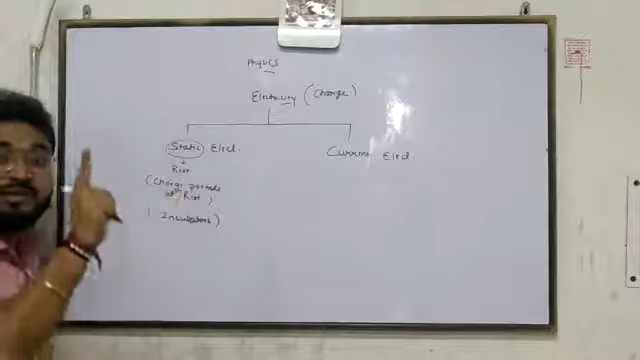 Physics
Electricity (Charge)
Static Elect.
Current Elect.
Rest
(Charge particle
at Rest)
(Insulators)